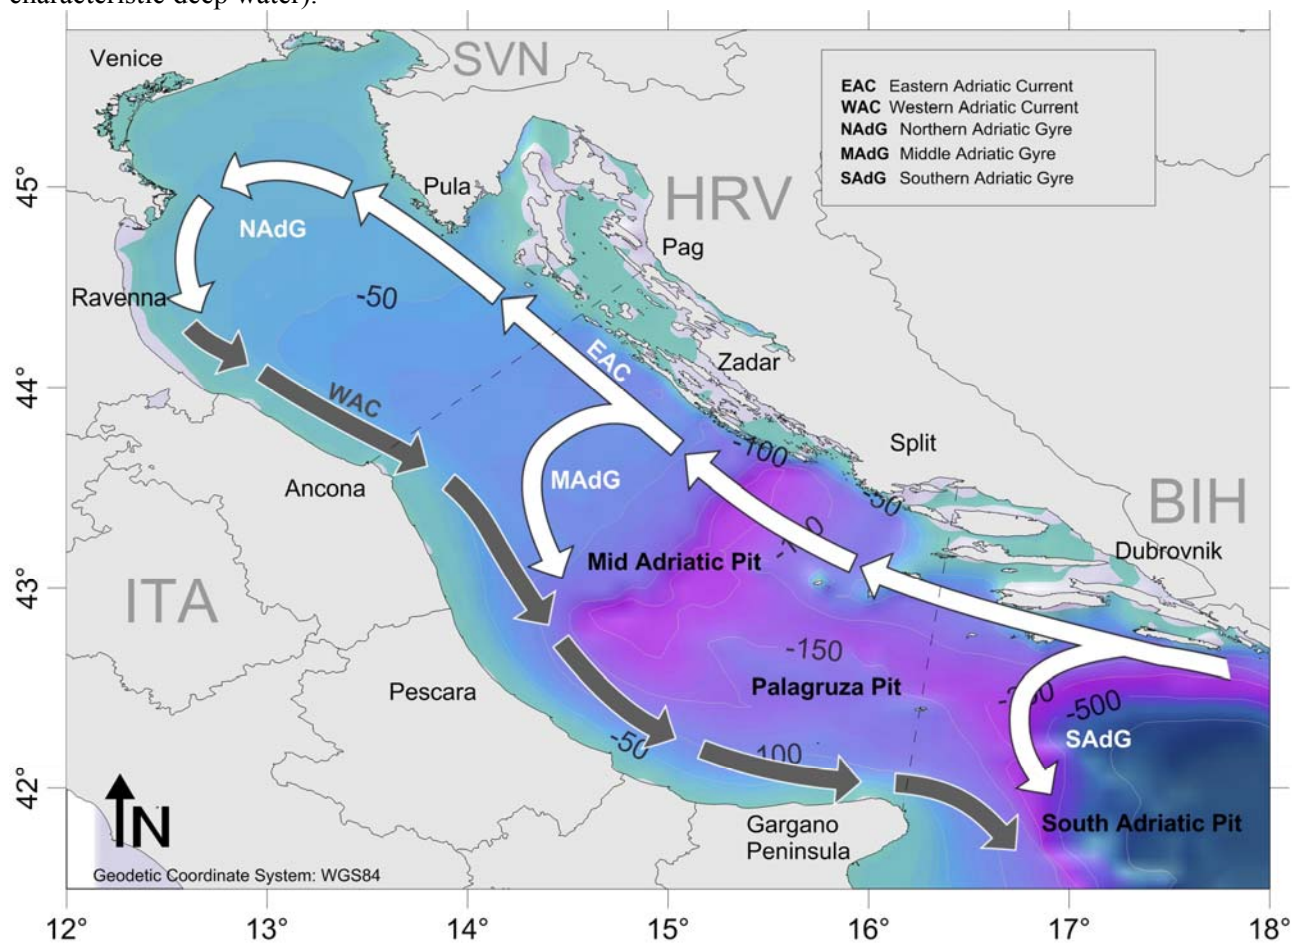 characteristic deep water).
Venice
SVN
EAC Eastern Adriatic Current
WAC Western Adriatic Current
NAdG Northern Adriatic Gyre
MAdG Middle Adriatic Gyre
SAdG Southern Adriatic Gyre
45°
Pula
HRV
NAdG
Pag
Ravenna
-50
EAC
Zadar
44°
WAC
-100
Split
Ancona
MAdG
-50
BIH
Dubrovnik
Mid Adriatic Pit
43°
ITA
-150
Pescara
Palagruza Pit
-500
SAdG
-50
100
42°
South Adriatic Pit
Gargano
Peninsula
N
Geodetic Coordinate System: WGS84
12° 13° 14° 15° 16° 17° 18°